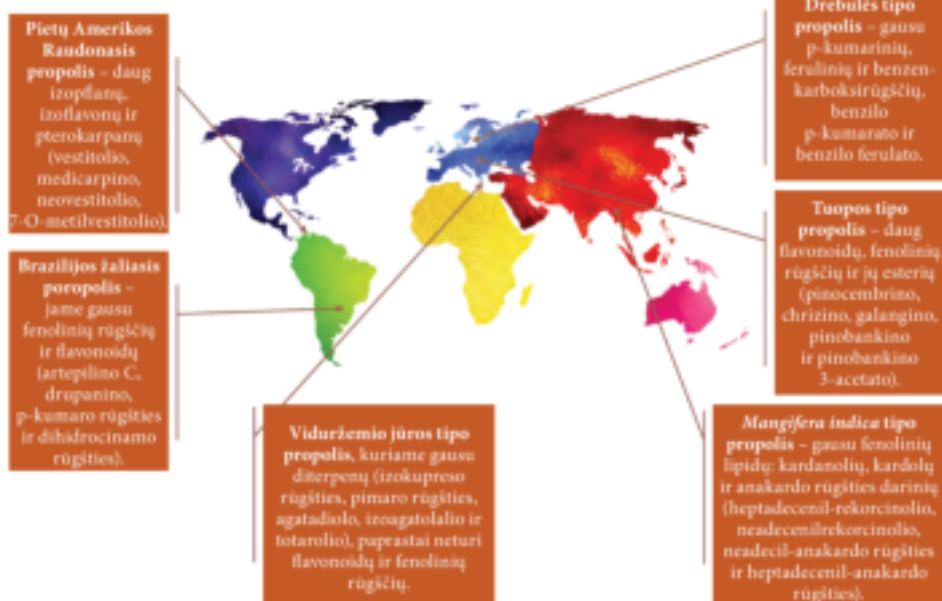 Pietų Amerikos
Raudonasis
propolis – daug
izopflanų,
izoflavonų ir
pterokarpanų
(vestitolio,
medicarpino,
neovestitolio,
7-O-metilvestitolio).
Brazilijos žaliasis
poropolis –
jame gausu
fenolinių rūgščių
ir flavonoidų
(artepilino C,
drupanino,
p-kumaro rūgšties
ir dihidrocinamo
rūgšties).
Viduržemio jūros tipo
propolis, kuriame gausu
diterpenų (izokupreso
rūgšties, pimaro rūgšties,
agatadiolo, izoagatolalio ir
totarolio), paprastai neturi
flavonoidų ir fenolinių
rūgščių.
Drebulės tipo
propolis – gausu
p-kumarinių,
ferulinių ir benzen-
karboksirūgščių,
benzilo
p-kumarato ir
benzilo ferulato.
Tuopos tipo
propolis – daug
flavonoidų, fenolinių
rūgščių ir jų esterių
(pinocembrino,
chrizino, galangino,
pinobankino
ir pinobankino
3-acetato).
Mangifera indica tipo
propolis – gausu fenolinių
lipidų: kardanolių, kardolų
ir anakardo rūgšties darinių
(heptadecenil-rekorcinolio,
neadecenilrekorcinolio,
neadecil-anakardo rūgšties
ir heptadecenil-anakardo
rūgšties).